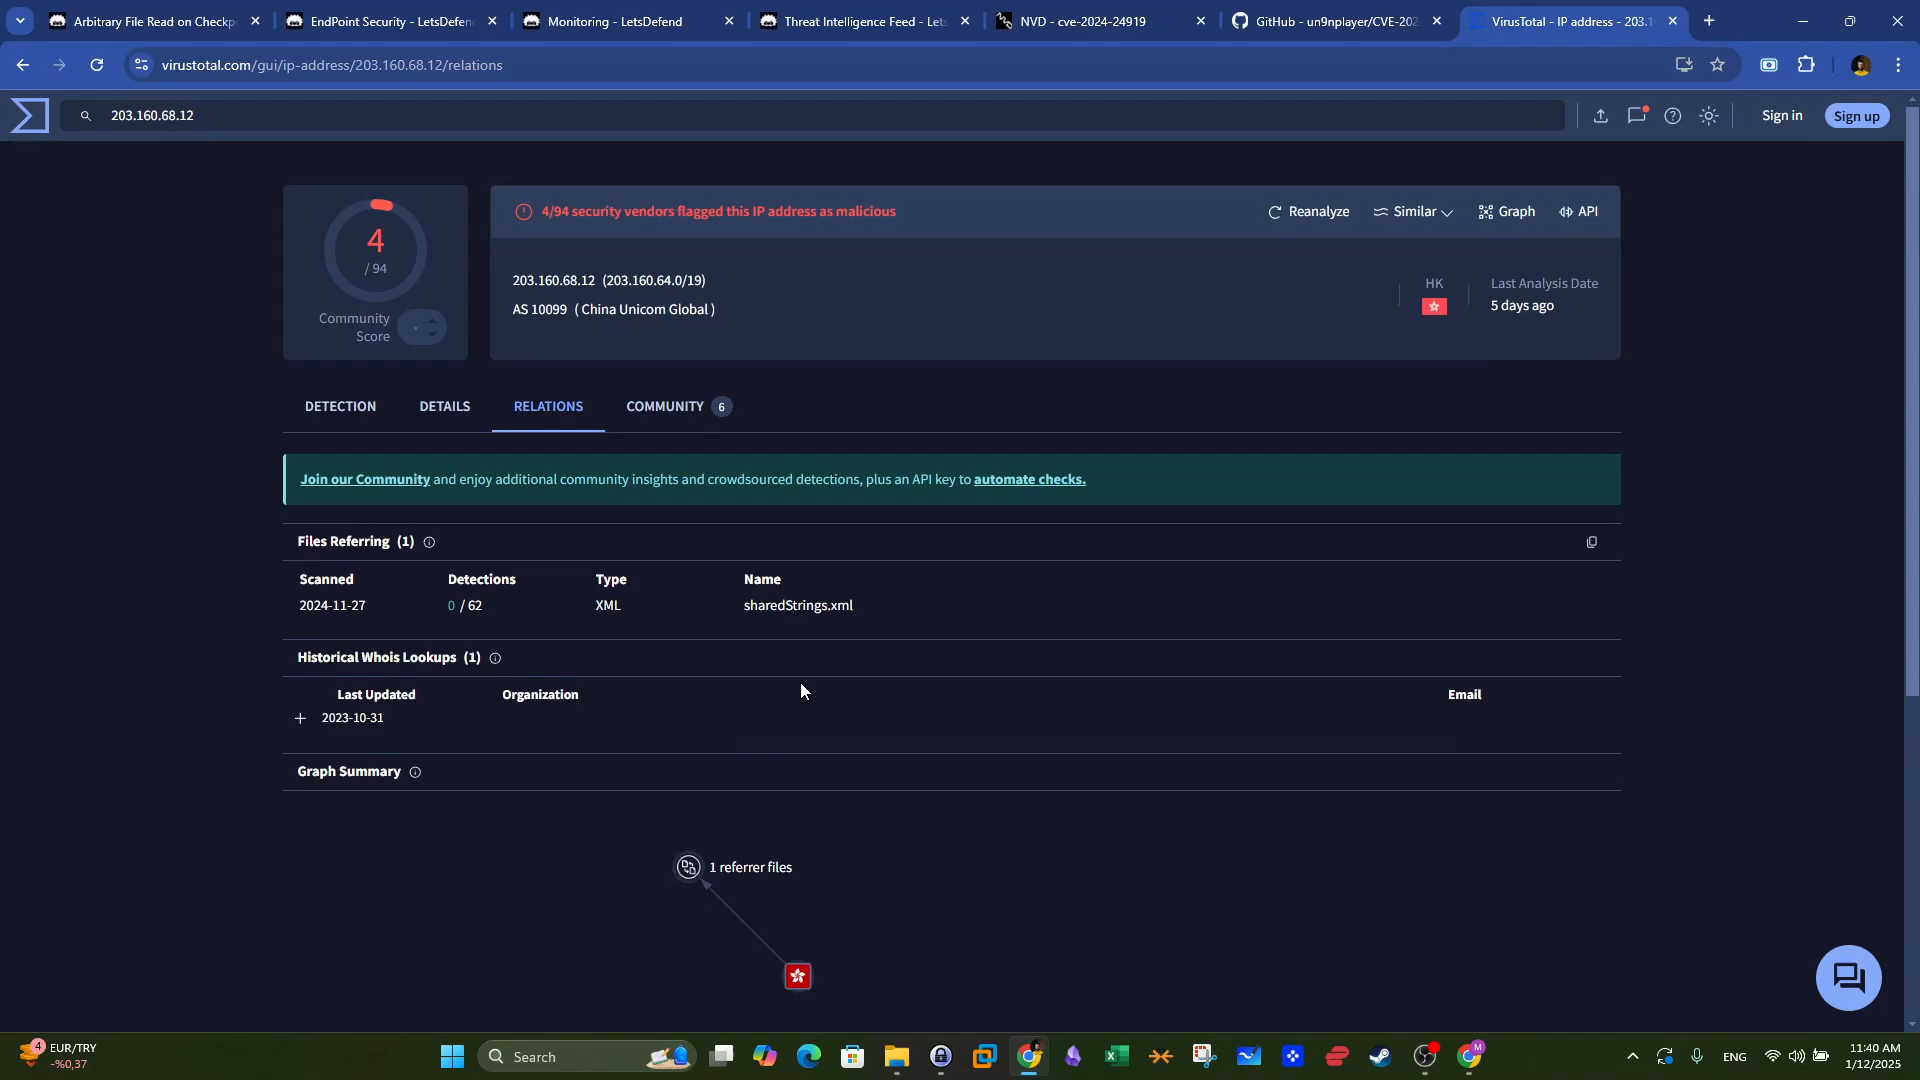 Arbitrary File Read on Checkp
EndPoint Security - LetsDefen
Monitoring - LetsDefend
Threat Intelligence Feed - Lets
NVD - cve-2024-24919
GitHub - un9nplayer/CVE-202
VirusTotal - IP address - 203.1
virustotal.com/gui/ip-address/203.160.68.12/relations
203.160.68.12
Sign in
Sign up
4
/ 94
Community
Score
4/94 security vendors flagged this IP address as malicious
Reanalyze
Similar
Graph
API
203.160.68.12 (203.160.64.0/19)
AS 10099 ( China Unicom Global )
HK
Last Analysis Date
5 days ago
DETECTION
DETAILS
RELATIONS
COMMUNITY 6
Join our Community and enjoy additional community insights and crowdsourced detections, plus an API key to automate checks.
Files Referring (1)
Scanned Detections Type Name
2024-11-27 0 / 62 XML sharedStrings.xml
Historical Whois Lookups (1)
Last Updated Organization Email
2023-10-31
Graph Summary
1 referrer files
4
EUR/TRY
-%0,37
Search
M
ENG
11:40 AM
1/12/2025